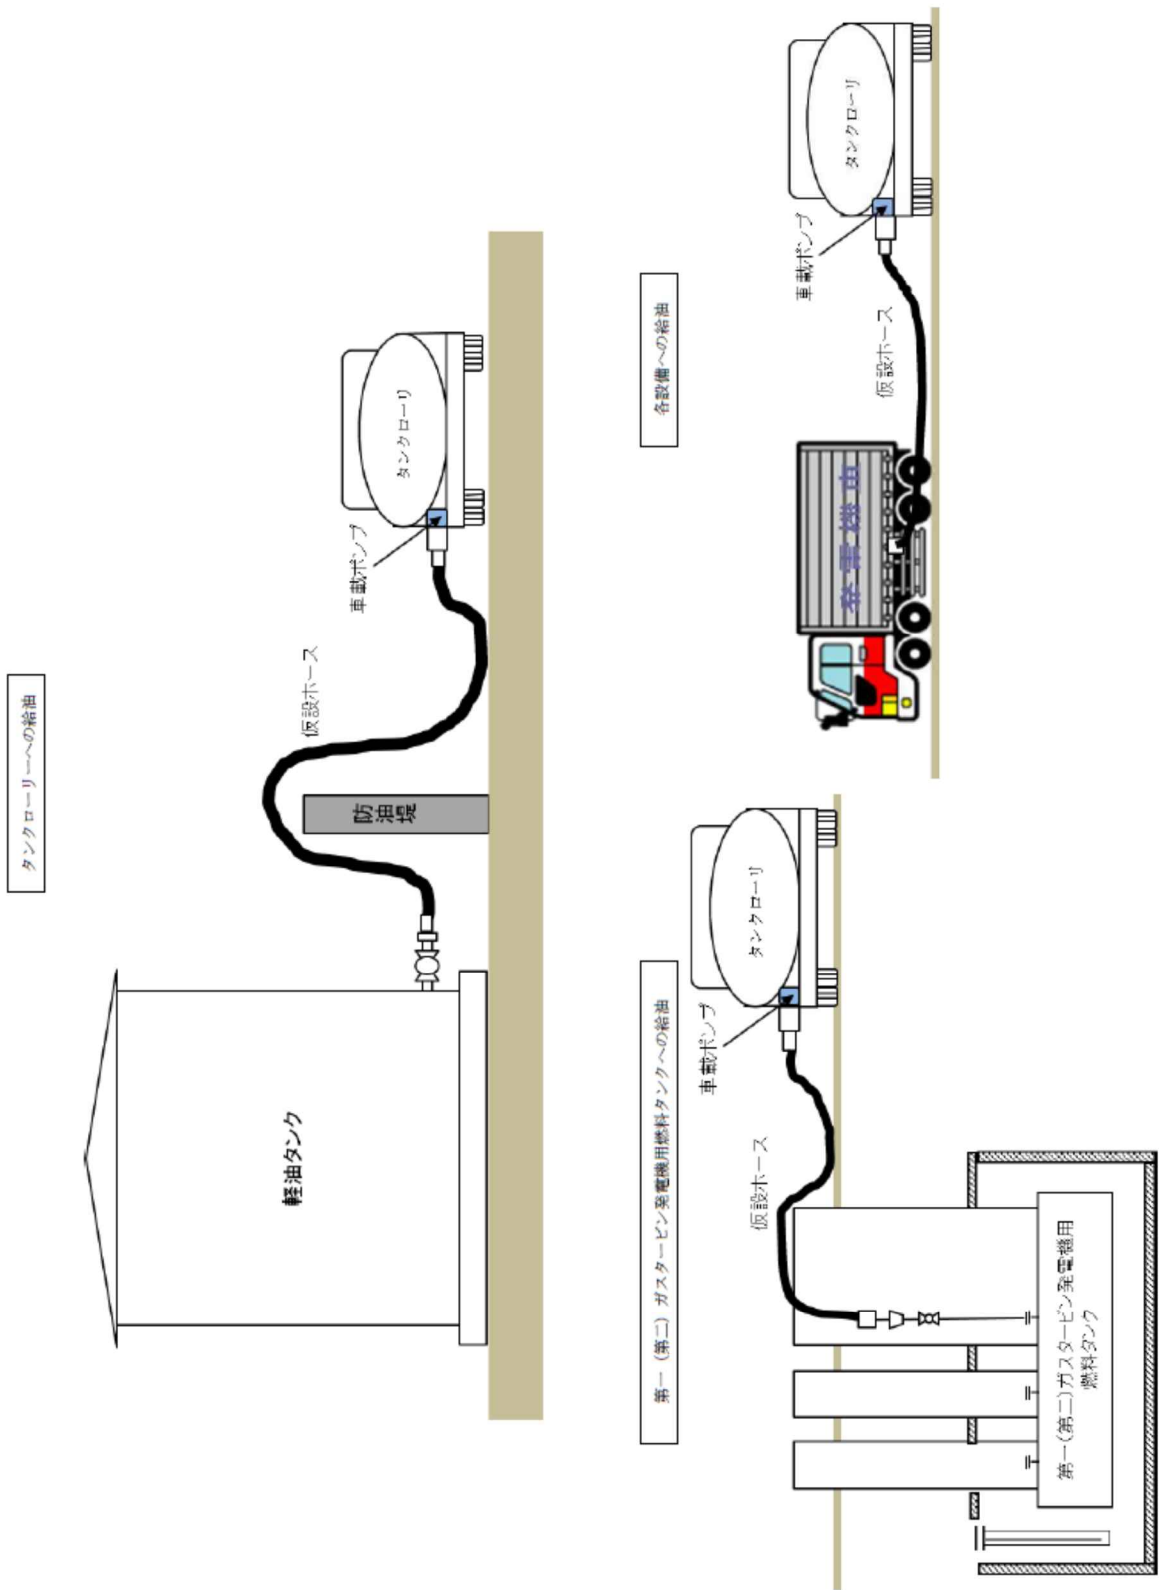 タンクローリーへの給油
軽油タンク
防油堤
仮設ホース
車載ポンプ
タンクローリ
第一（第二）ガスタービン発電機用燃料タンクへの給油
第一（第二）ガスタービン発電機用
燃料タンク
仮設ホース
車載ポンプ
タンクローリ
各設備への給油
発電機車
仮設ホース
車載ポンプ
タンクローリ